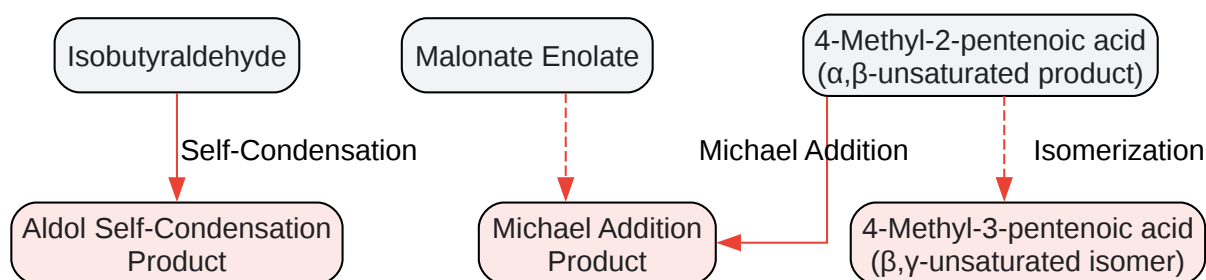 Isobutyraldehyde
Malonate Enolate
4-Methyl-2-pentenoic acid
(α,β-unsaturated product)
Self-Condensation
Michael Addition
Isomerization
Aldol Self-Condensation
Product
Michael Addition
Product
4-Methyl-3-pentenoic acid
(β,γ-unsaturated isomer)